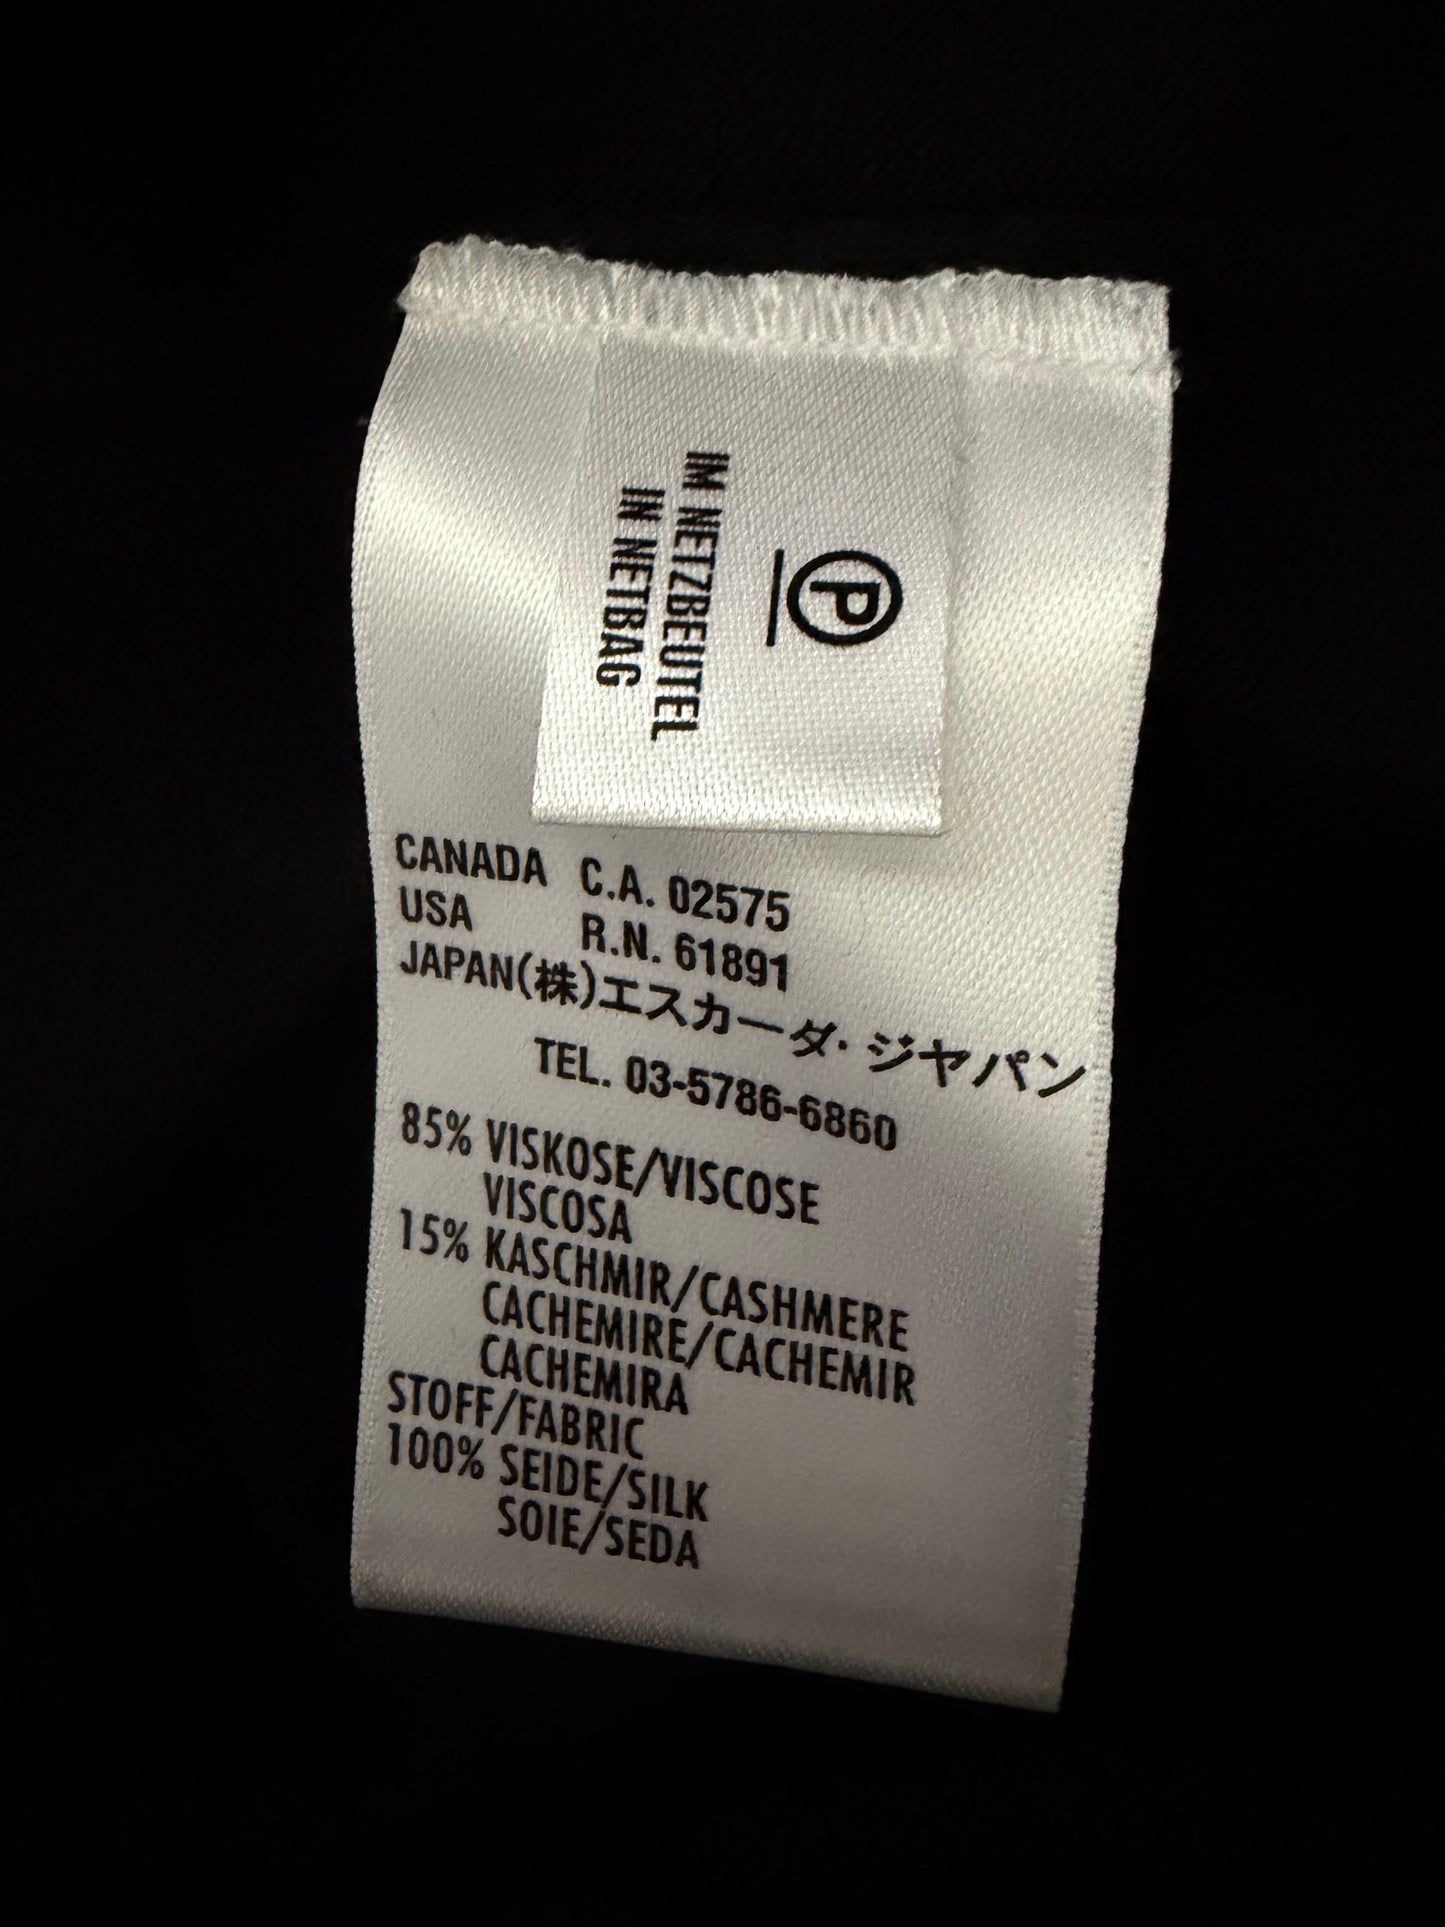 P
IM NETZBEUTEL
IN NETBAG
CANADA C.A. 02575
USA R.N. 61891
JAPAN(株)エスカーダ・ジヤパン
TEL. 03-5786-6860
85% VISKOSE/VISCOSE
VISCOSA
15% KASCHMIR/CASHMERE
CACHEMIRE/CACHEMIR
CACHEMIRA
STOFF/FABRIC
100% SEIDE/SILK
SOIE/SEDA